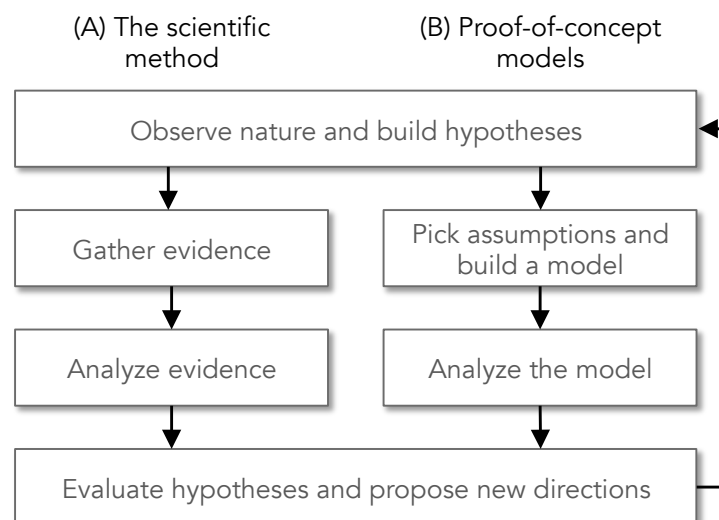 (A) The scientific
method
(B) Proof-of-concept
models
Observe nature and build hypotheses
Gather evidence
Pick assumptions and
build a model
Analyze evidence
Analyze the model
Evaluate hypotheses and propose new directions